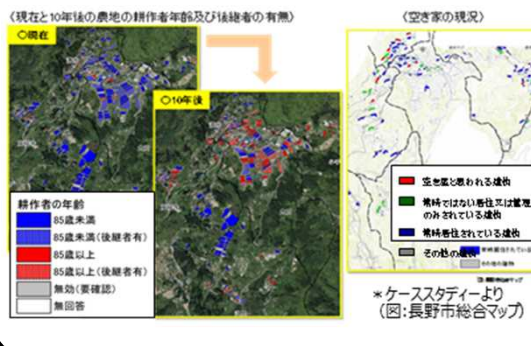 〈現在と10年後の農地の耕作者年齢及び後継者の有無〉
〈空き家の現況〉
○現在
○10年後
耕作者の年齢
85歳未満
85歳未満(後継者有)
85歳以上
85歳以上(後継者有)
無効(要確認)
無回答
空き家と思われる建物
常時ではない居住又は管理
のみされている建物
常時居住されている建物
その他の建物
*ケーススタディーより
(図:長野市総合マップ)